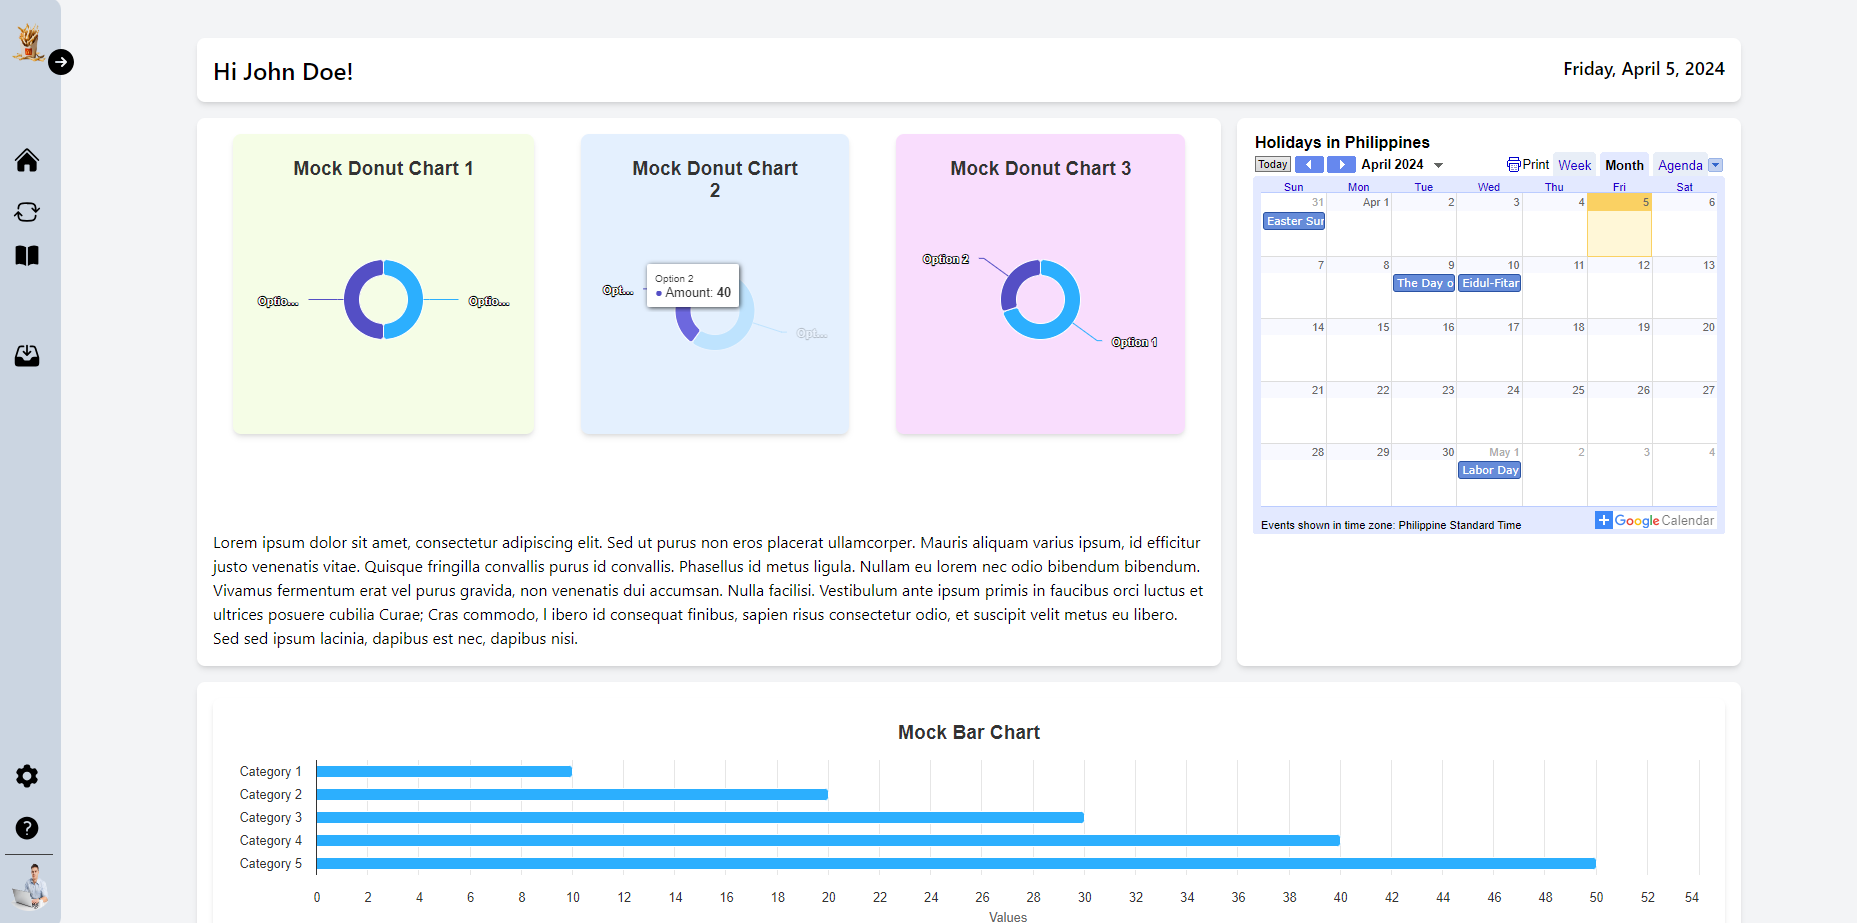 Hi John Doe!
Friday, April 5, 2024
Mock Donut Chart 1
Optio...
Optio...
Mock Donut Chart
2
Opt...
Option 2
Amount: 40
Opt...
Mock Donut Chart 3
Option 2
Option 1
Lorem ipsum dolor sit amet, consectetur adipiscing elit. Sed ut purus non eros placerat ullamcorper. Mauris aliquam varius ipsum, id efficitur
justo venenatis vitae. Quisque fringilla convallis purus id convallis. Phasellus id metus ligula. Nullam eu lorem nec odio bibendum bibendum.
Vivamus fermentum erat vel purus gravida, non venenatis dui accumsan. Nulla facilisi. Vestibulum ante ipsum primis in faucibus orci luctus et
ultrices posuere cubilia Curae; Cras commodo, l ibero id consequat finibus, sapien risus consectetur odio, et suscipit velit metus eu libero.
Sed sed ipsum lacinia, dapibus est nec, dapibus nisi.
Holidays in Philippines
Today April 2024 Print Week Month Agenda
Sun Mon Tue Wed Thu Fri Sat
31 Apr 1 2 3 4 5 6
Easter Sun
7 8 9 10 11 12 13
The Day o Eidul-Fitar
14 15 16 17 18 19 20
21 22 23 24 25 26 27
28 29 30 May 1 2 3 4
Labor Day
Events shown in time zone: Philippine Standard Time
Google Calendar
Mock Bar Chart
Category 1
Category 2
Category 3
Category 4
Category 5
0 2 4 6 8 10 12 14 16 18 20 22 24 26 28 30 32 34 36 38 40 42 44 46 48 50 52 54
Values
?